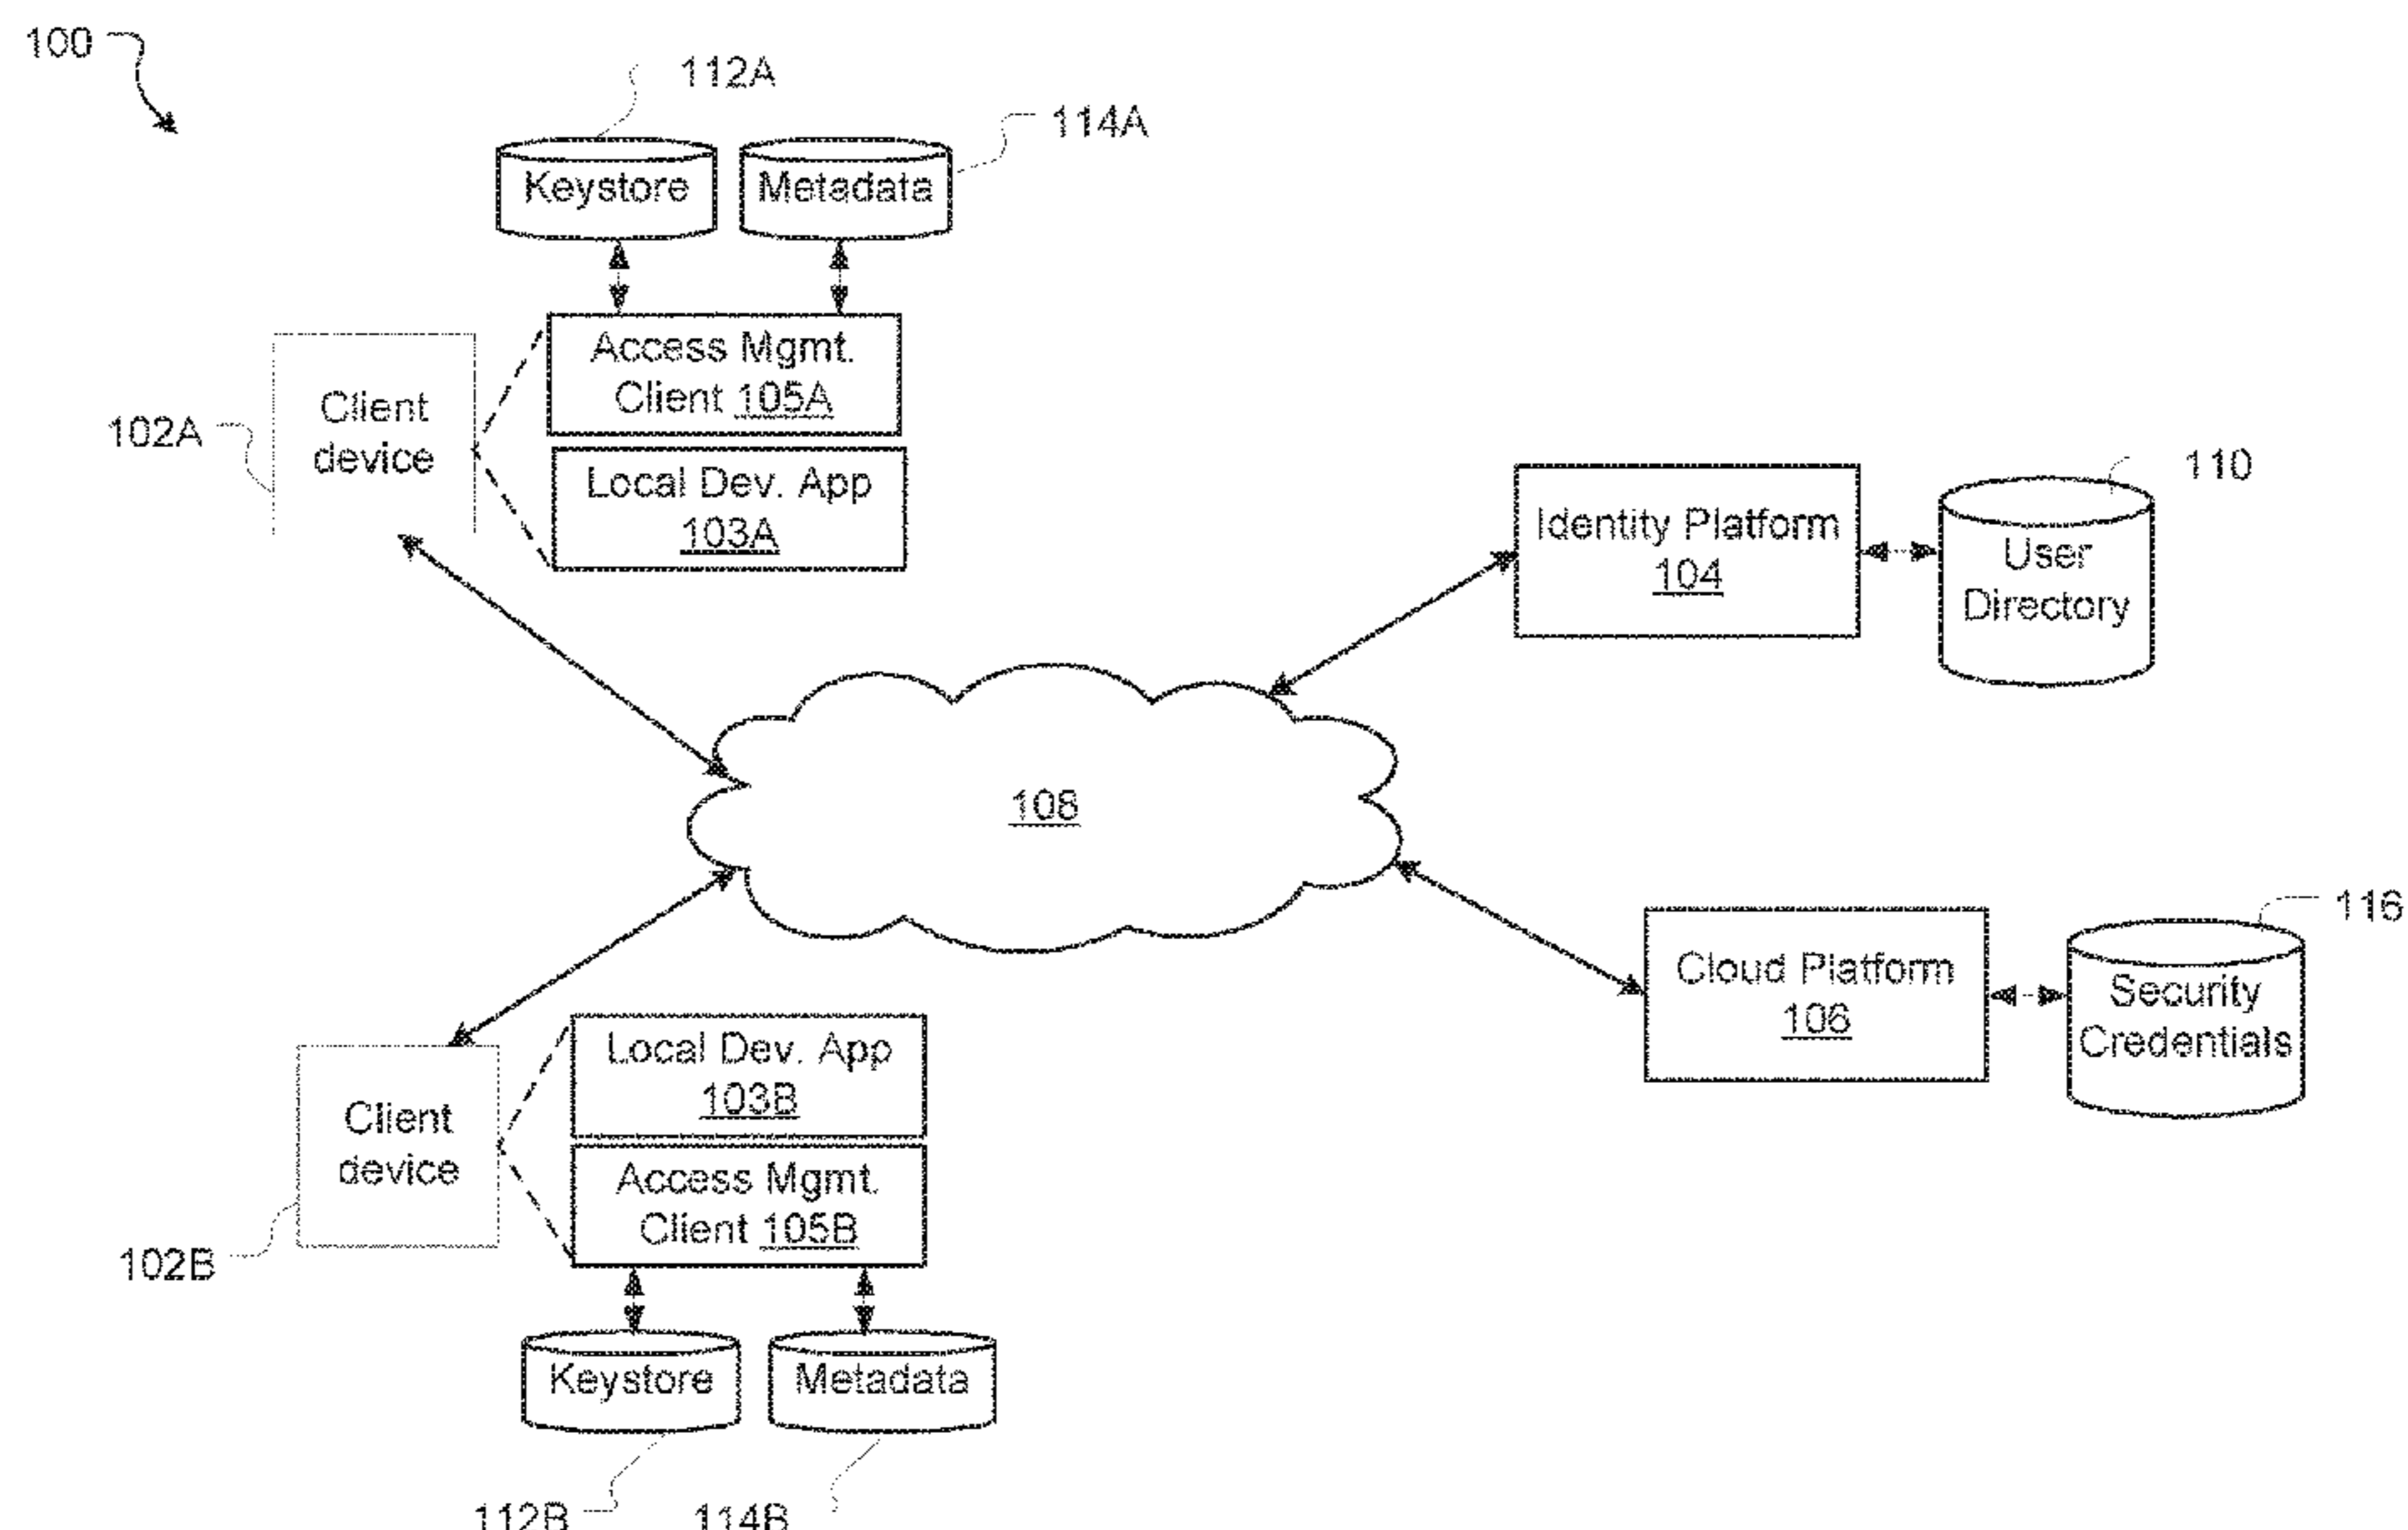 100
112A
114A
Keystore
Metadata
Access Mgmt.
Client 105A
102A
Client
device
Local Dev. App
103A
Identity Platform
104
110
User
Directory
108
Cloud Platform
106
116
Security
Credentials
Local Dev. App
103B
Client
device
Access Mgmt.
Client 105B
102B
Keystore
Metadata
112B
114B